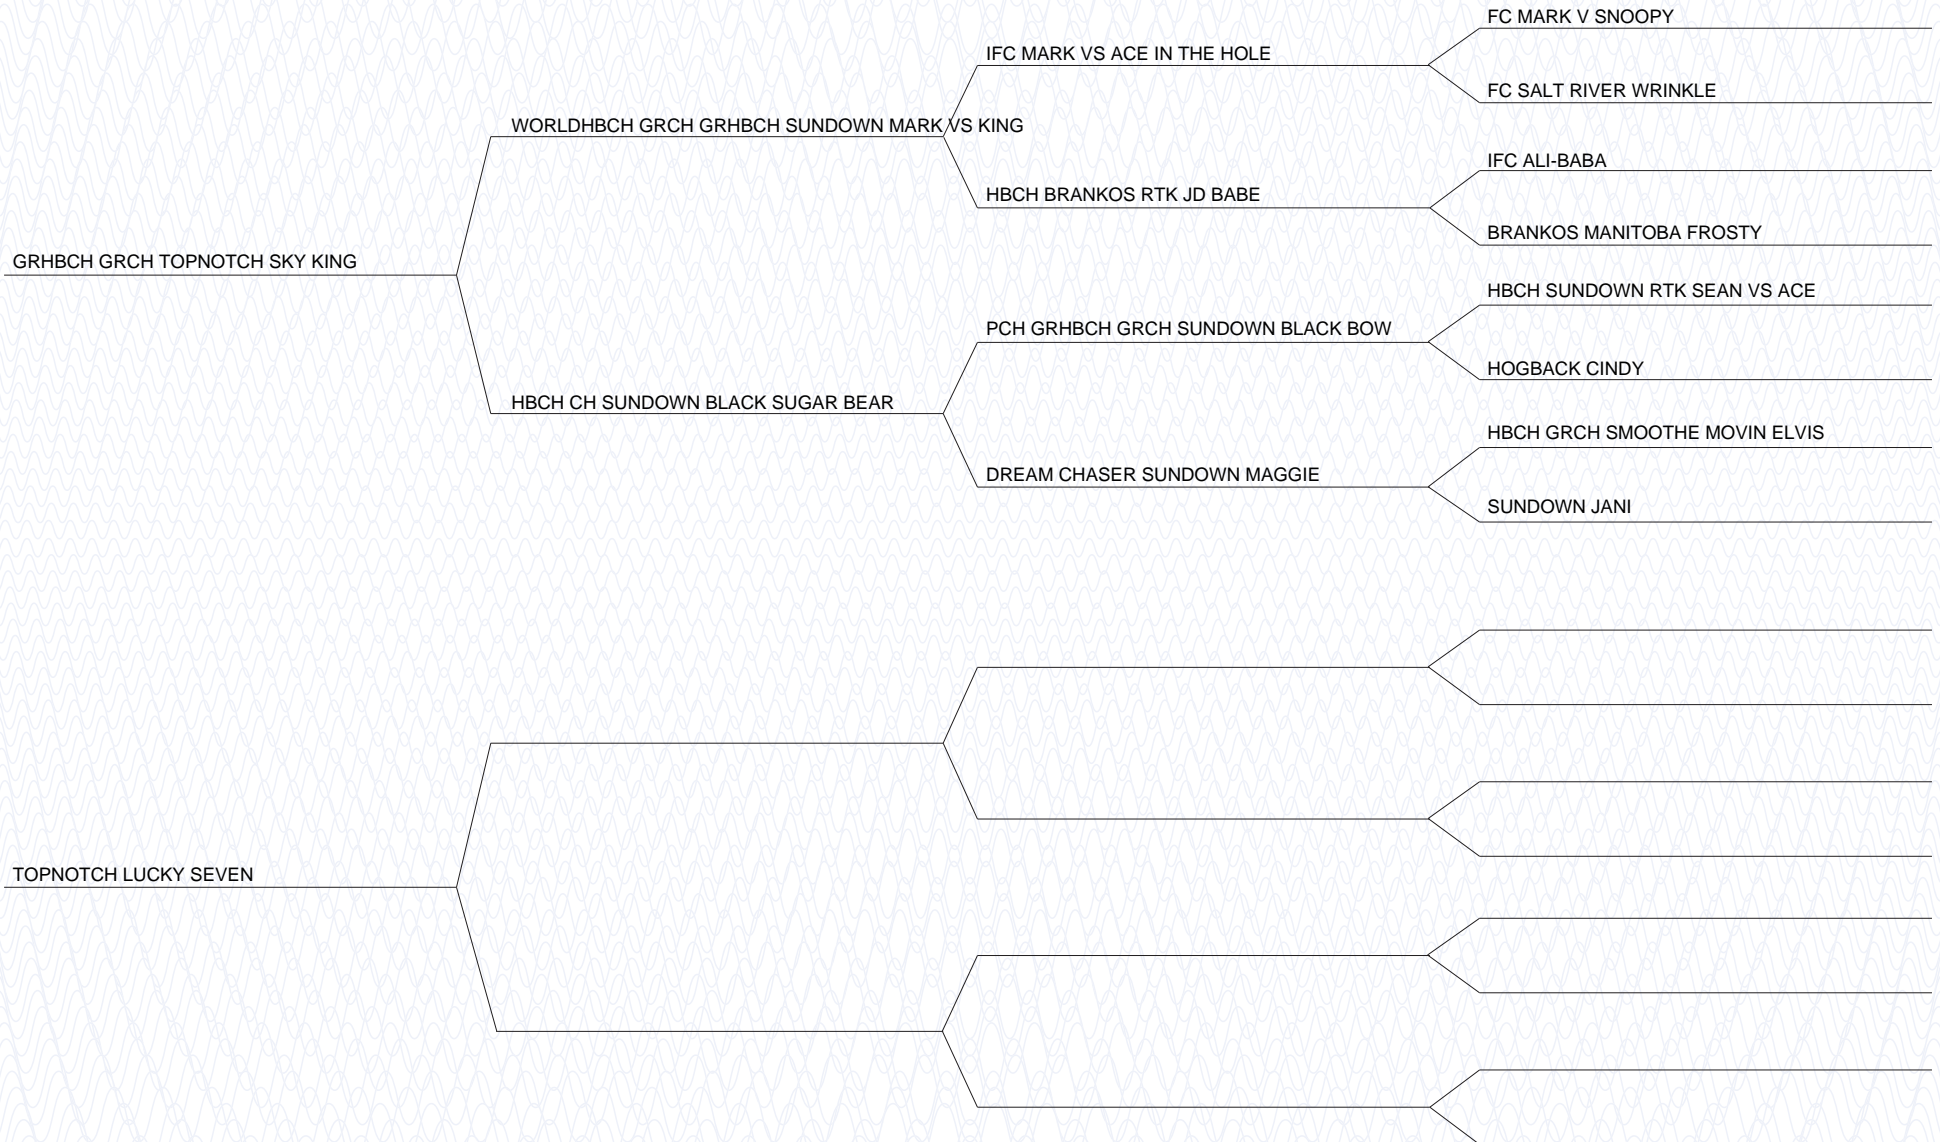 FC MARK V SNOOPY
IFC MARK VS ACE IN THE HOLE
FC SALT RIVER WRINKLE
WORLDHBCH GRCH GRHBCH SUNDOWN MARK VS KING
IFC ALI-BABA
HBCH BRANKOS RTK JD BABE
BRANKOS MANITOBA FROSTY
GRHBCH GRCH TOPNOTCH SKY KING
HBCH SUNDOWN RTK SEAN VS ACE
PCH GRHBCH GRCH SUNDOWN BLACK BOW
HOGBACK CINDY
HBCH CH SUNDOWN BLACK SUGAR BEAR
HBCH GRCH SMOOTHE MOVIN ELVIS
DREAM CHASER SUNDOWN MAGGIE
SUNDOWN JANI
TOPNOTCH LUCKY SEVEN